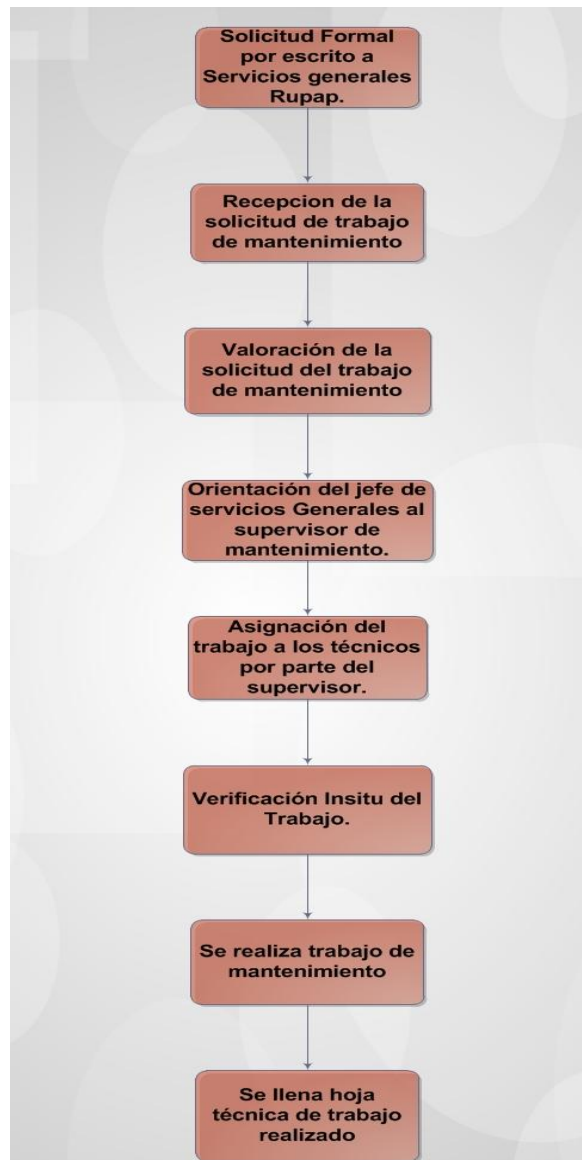 Solicitud Formal
por escrito a
Servicios generales
Rupap.
Recepcion de la
solicitud de trabajo
de mantenimiento
Valoración de la
solicitud del trabajo
de mantenimiento
Orientación del jefe de
servicios Generales al
supervisor de
mantenimiento.
Asignación del
trabajo a los técnicos
por parte del
supervisor.
Verificación Insitu del
Trabajo.
Se realiza trabajo de
mantenimiento
Se llena hoja
técnica de trabajo
realizado